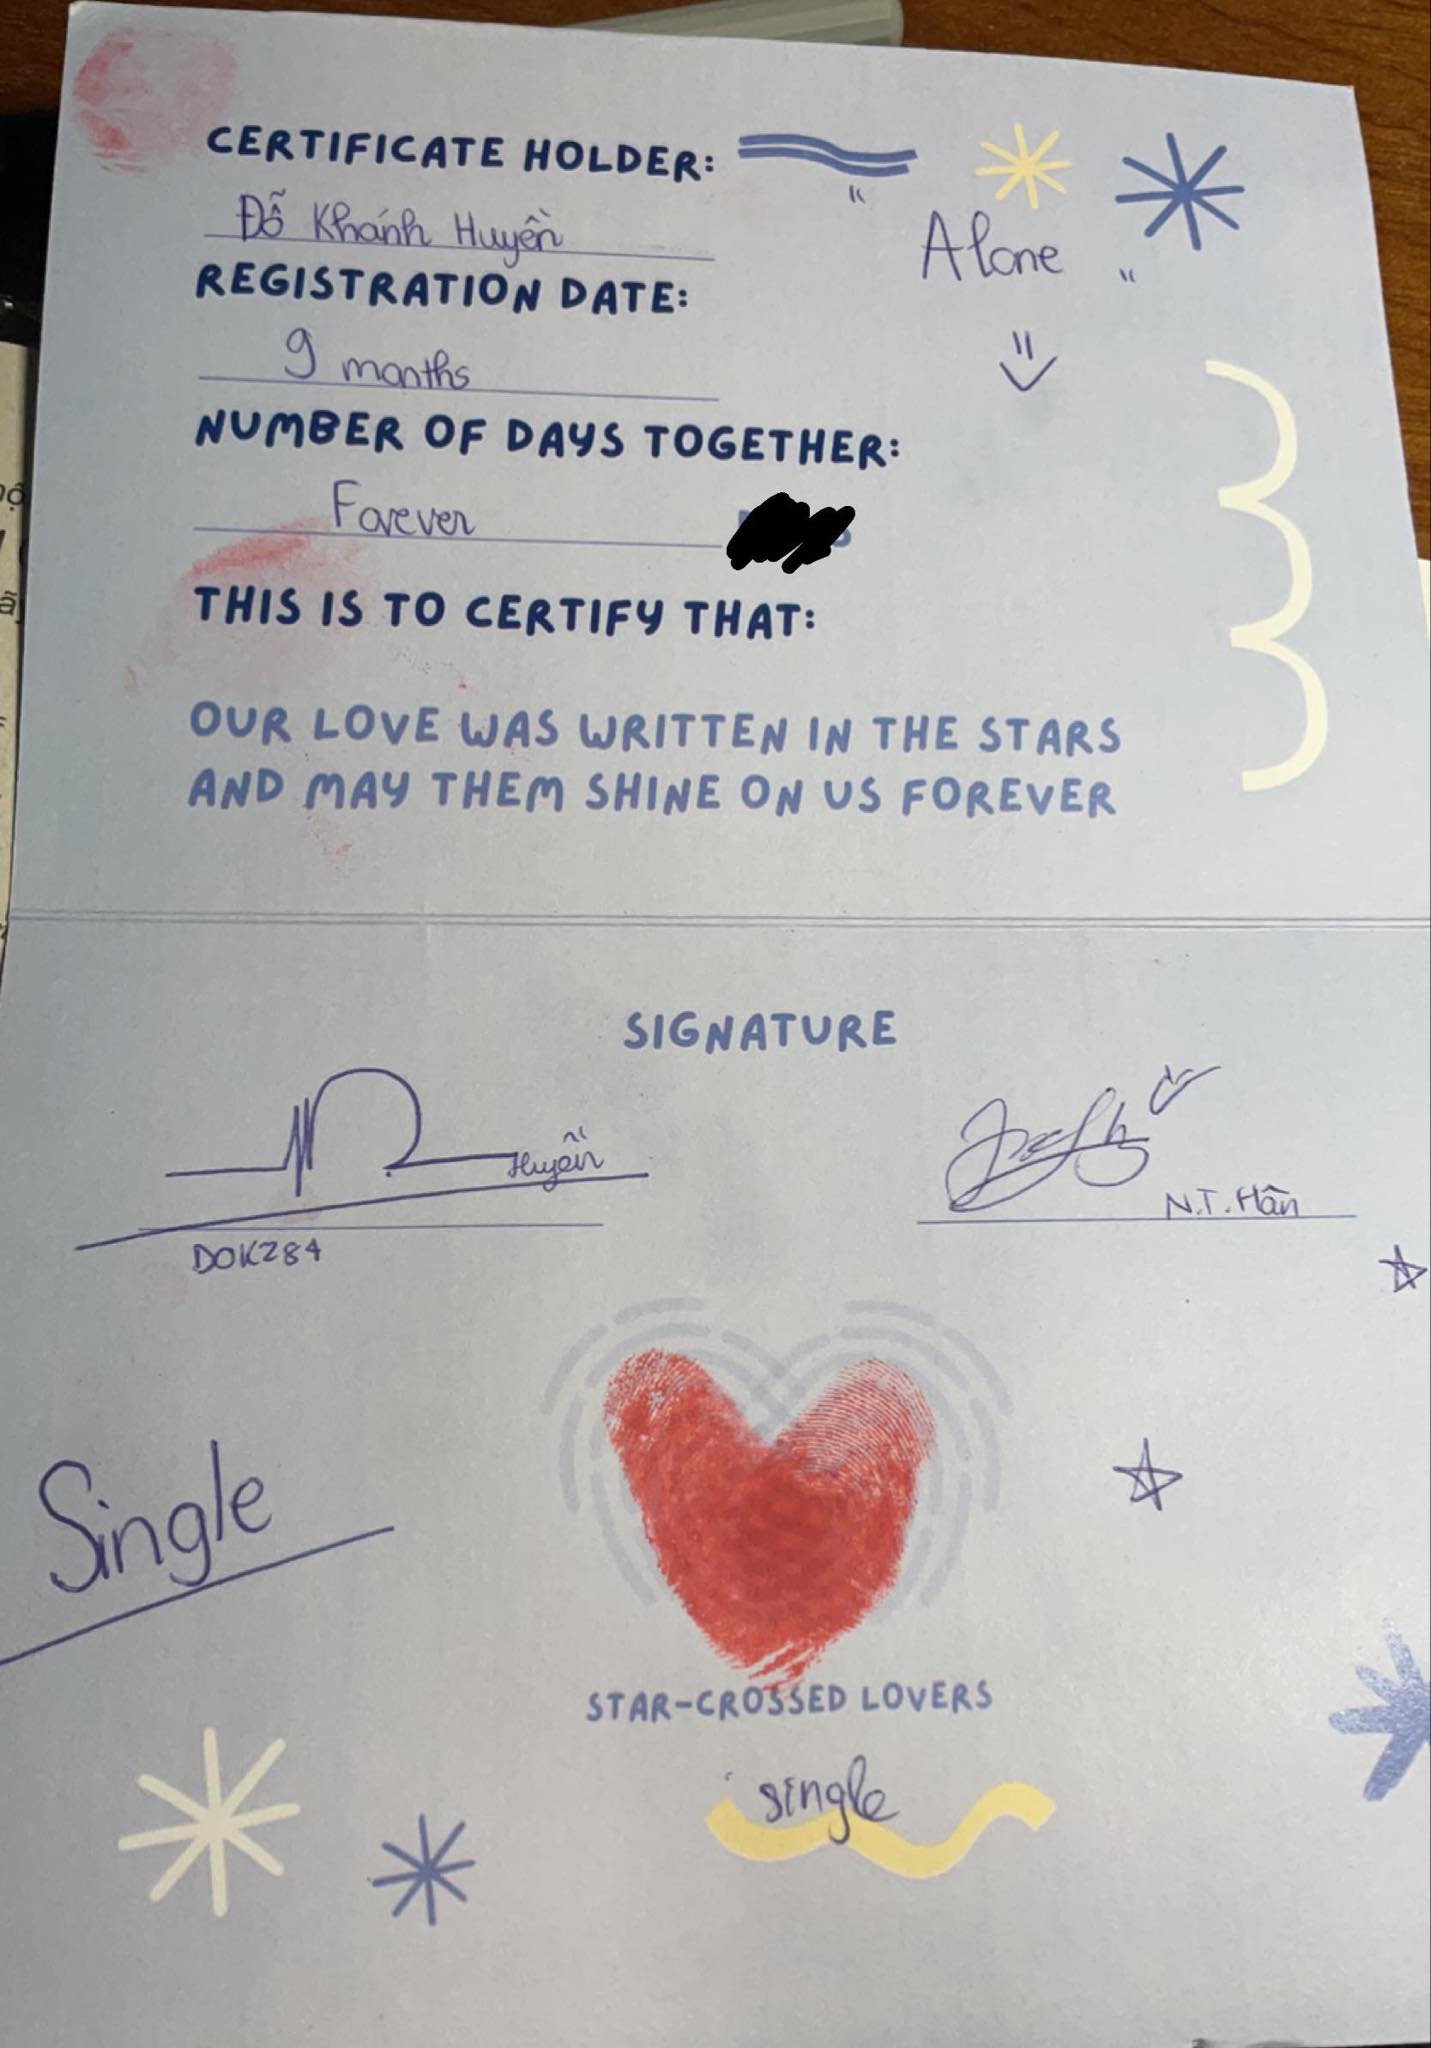 CERTIFICATE HOLDER:
Đỗ Khánh Huyền
" Alone "
REGISTRATION DATE:
9 months
NUMBER OF DAYS TOGETHER:
Forever
THIS IS TO CERTIFY THAT:
OUR LOVE WAS WRITTEN IN THE STARS
AND MAY THEM SHINE ON US FOREVER
SIGNATURE
Huyền
N.T. Hân
DOKZ84
Single
STAR-CROSSED LOVERS
single